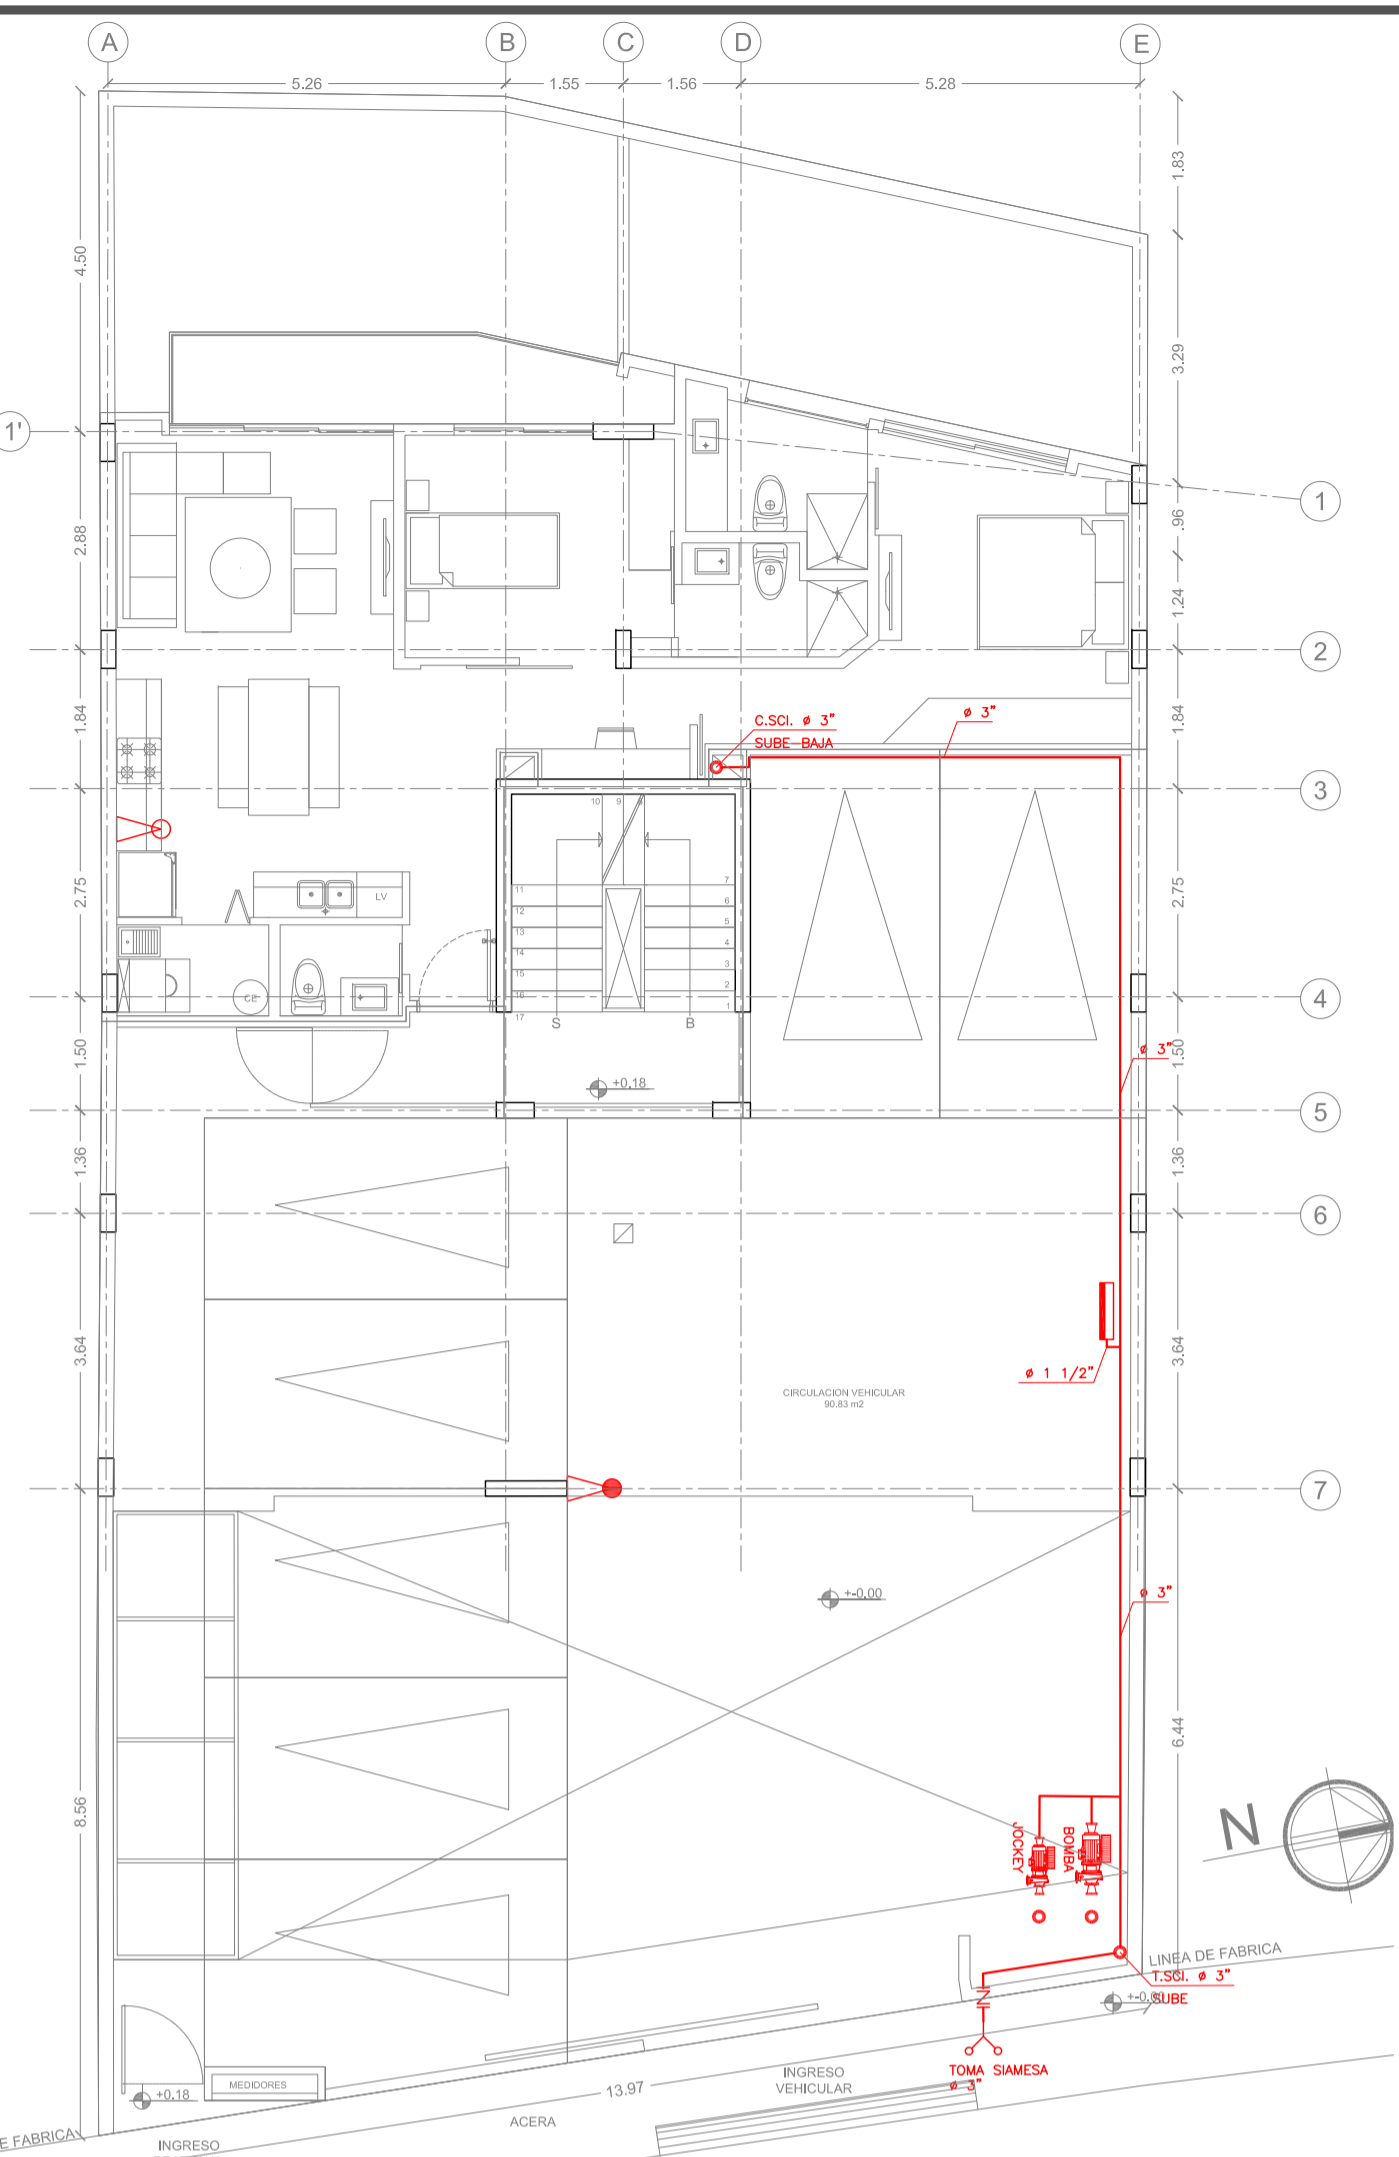 A
B
C
D
E
5.26
1.55
1.56
5.28
1.83
4.50
3.29
1'
1
.96
2.88
1.24
2
1.84
1.84
C.SCI. ø 3"
SUBE-BAJA
ø 3"
3
10
9
8
2.75
2.75
LV
7
6
5
4
3
2
1
11
12
13
14
15
16
17
CE
4
S
B
1.50
1.50
ø 3"
+0.18
5
1.36
1.36
6
3.64
3.64
ø 1 1/2"
CIRCULACION VEHICULAR
90.83 m2
7
+-0.00
ø 3"
6.44
8.56
N
JOCKEY
BOMBA
LINEA DE FABRICA
T.SCI. ø 3"
SUBE
+-0.00
TOMA SIAMESA
ø 3"
INGRESO
VEHICULAR
MEDIDORES
+0.18
13.97
ACERA
E FABRICA
INGRESO